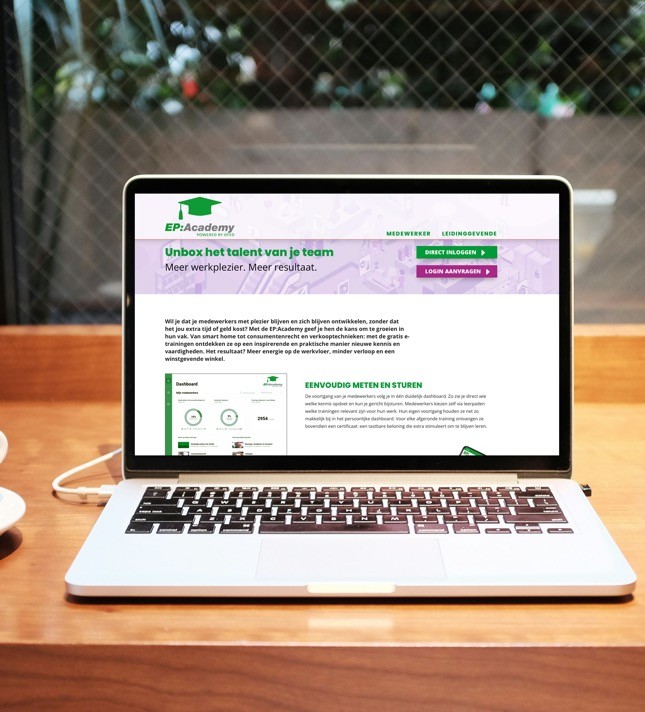 EP:Academy
POWERED BY OFED
MEDEWERKER LEIDINGGEVENDE
Unbox het talent van je team
Meer werkplezier. Meer resultaat.
DIRECT INLOGGEN
LOGIN AANVRAGEN
Wil je dat je medewerkers met plezier blijven en zich blijven ontwikkelen, zonder dat
het jou extra tijd of geld kost? Met de EP:Academy geef je hen de kans om te groeien in
hun vak. Van smart home tot consumentenrecht en verkooptechnieken: met de gratis e-
trainingen ontdekken ze op een inspirerende en praktische manier nieuwe kennis en
vaardigheden. Het resultaat? Meer energie op de werkvloer, minder verloop en een
winstgevende winkel.
Dashboard
Mijn medewerkers
2954
EENVOUDIG METEN EN STUREN
De voortgang van je medewerkers volg je in één duidelijk dashboard. Zo zie je direct wie
welke kennis opdoet en kun je gericht bijsturen. Medewerkers kiezen zelf via leerpaden
welke trainingen relevant zijn voor hun werk. Hun eigen voortgang houden ze net zo
makkelijk bij in het persoonlijke dashboard. Voor elke afgeronde training ontvangen ze
bovendien een certificaat: een tastbare beloning die extra stimuleert om te blijven leren.